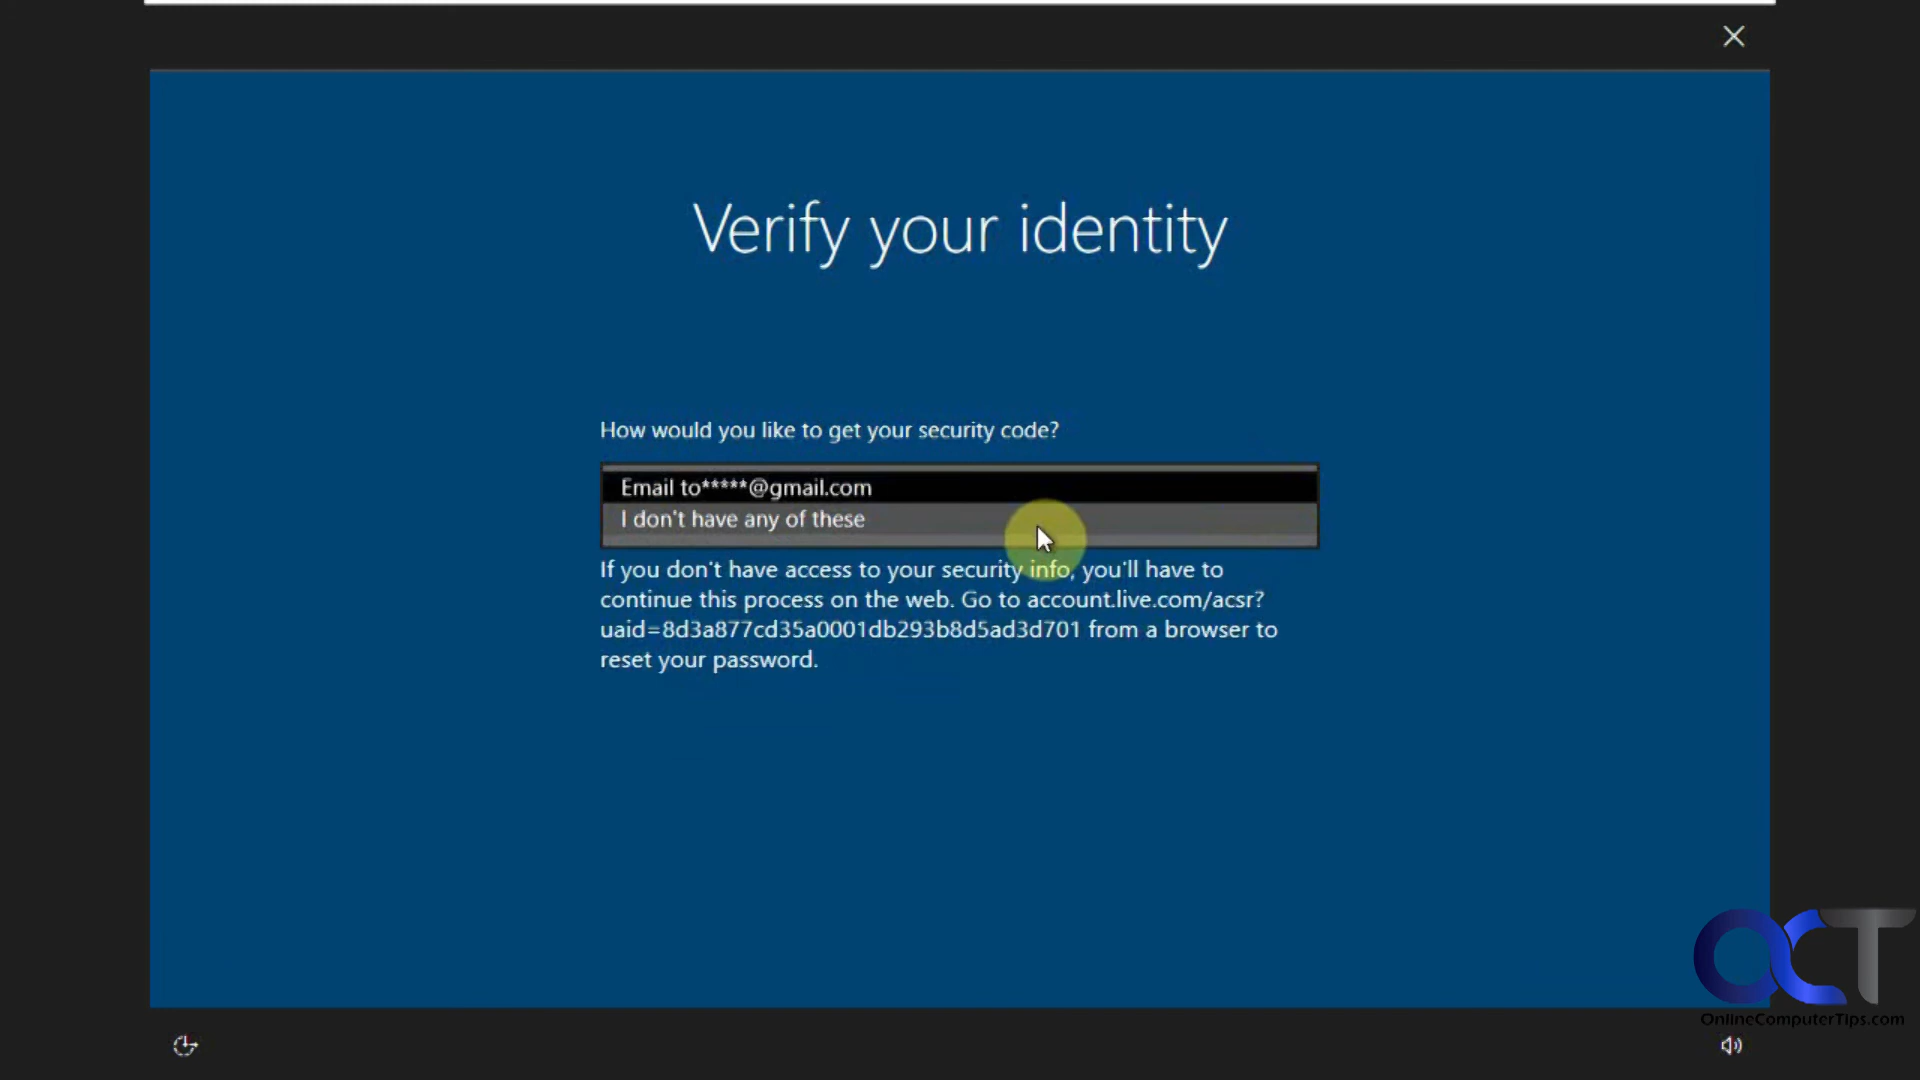 Verify your identity
How would you like to get your security code?
Email to*****@gmail.com
I don't have any of these
If you don't have access to your security info, you'll have to
continue this process on the web. Go to account.live.com/acsr?
uaid=8d3a877cd35a0001db293b8d5ad3d701 from a browser to
reset your password.
OCT
OnlineComputerTips.com